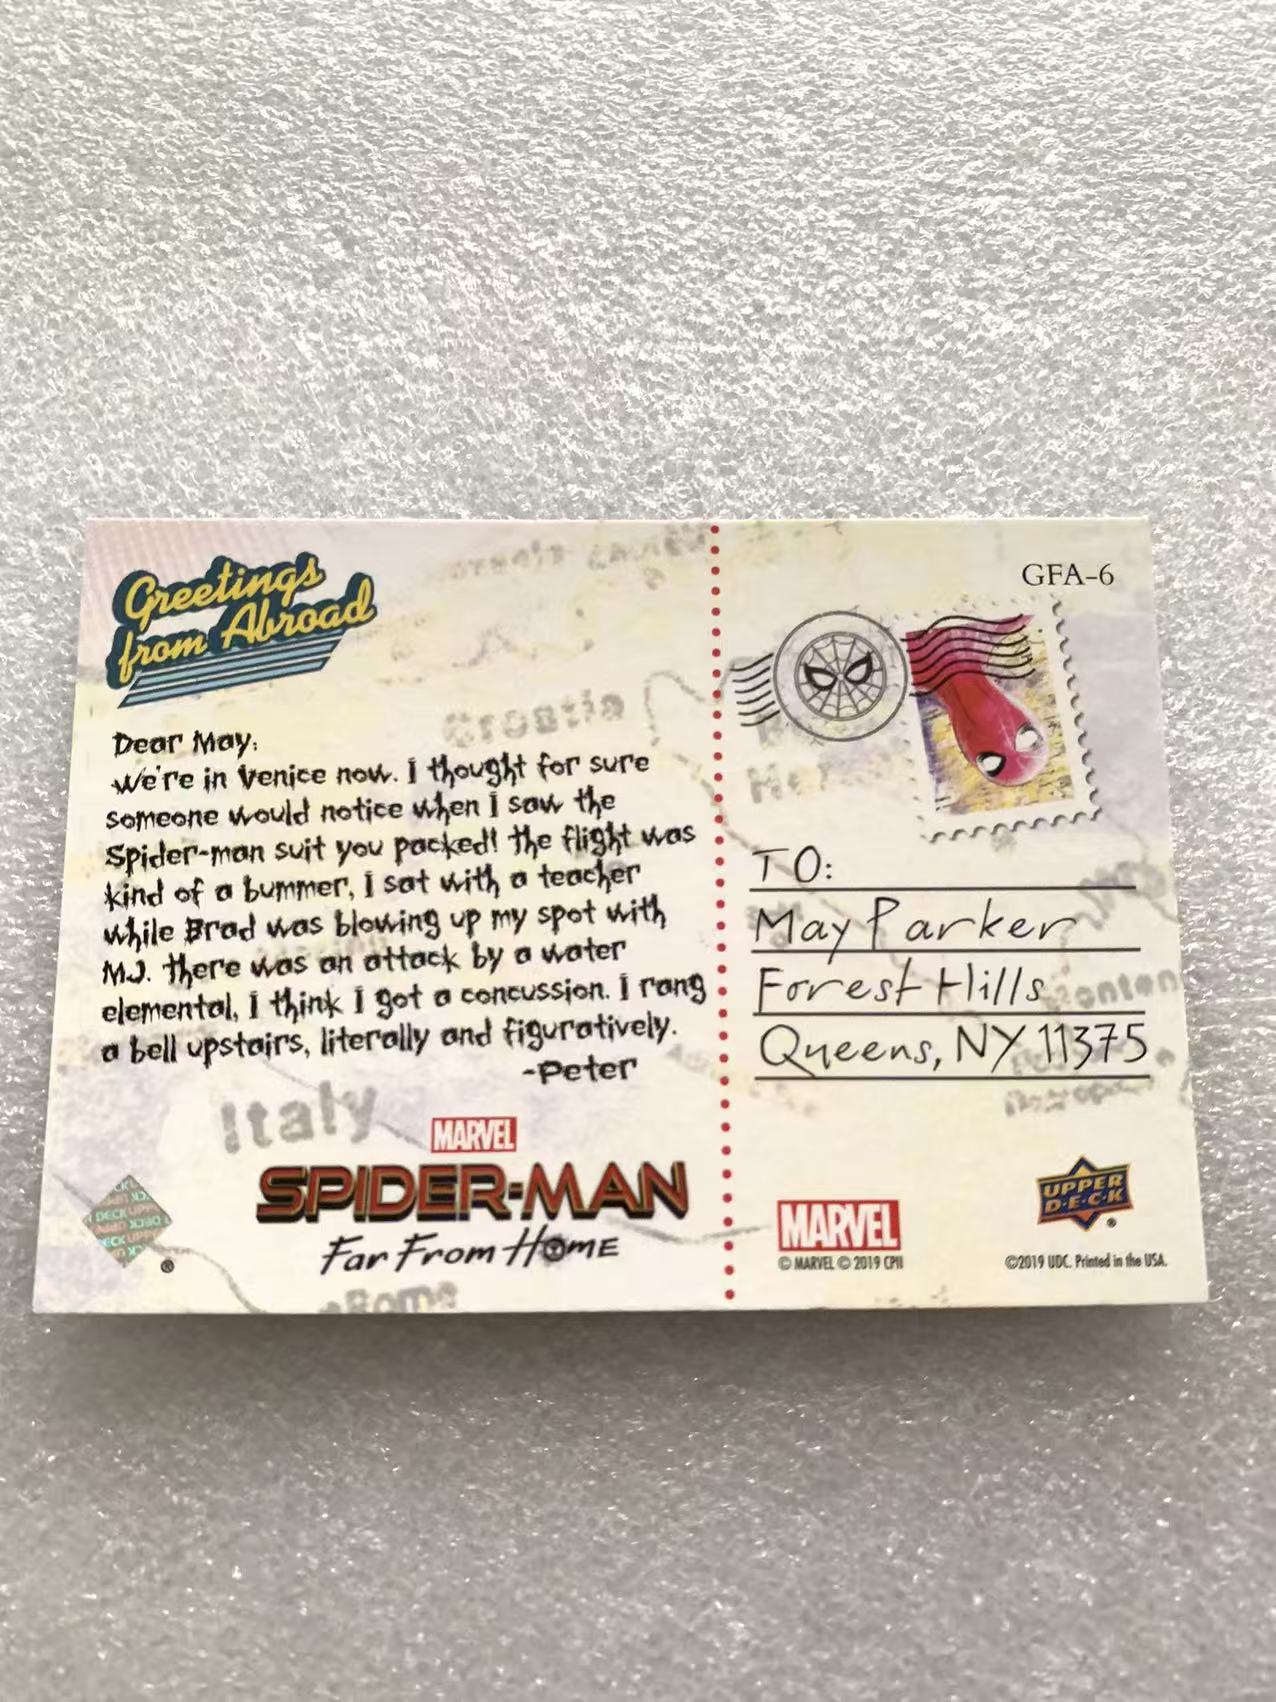 Greetings
from Abroad
Dear May,
We're in Venice now. I thought for sure
someone would notice when I saw the
Spider-man suit you packed! The flight was
kind of a bummer, I sat with a teacher
while Brad was blowing up my spot with
MJ. There was an attack by a water
elemental, I think I got a concussion. I rang
a bell upstairs, literally and figuratively.
-Peter
Croatia
Italy
Rome
MARVEL
SPIDER-MAN
Far From Home
®
GFA-6
TO:
May Parker
Forest Hills
Queens, NY 11375
MARVEL
© MARVEL © 2019 CPII
UPPER
D·E·C·K
®
©2019 UDC. Printed in the USA.